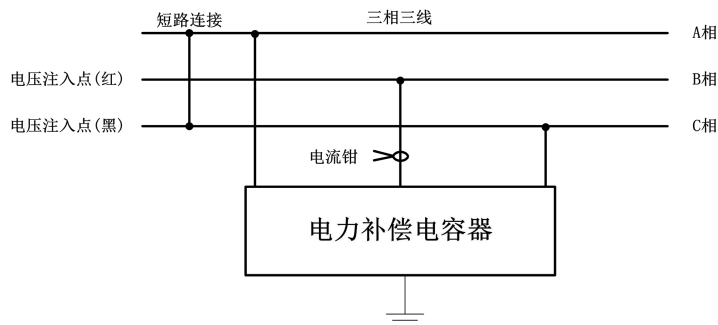 短路连接
三相三线
A相
电压注入点(红)
B相
电压注入点(黑)
C相
电流钳
电力补偿电容器